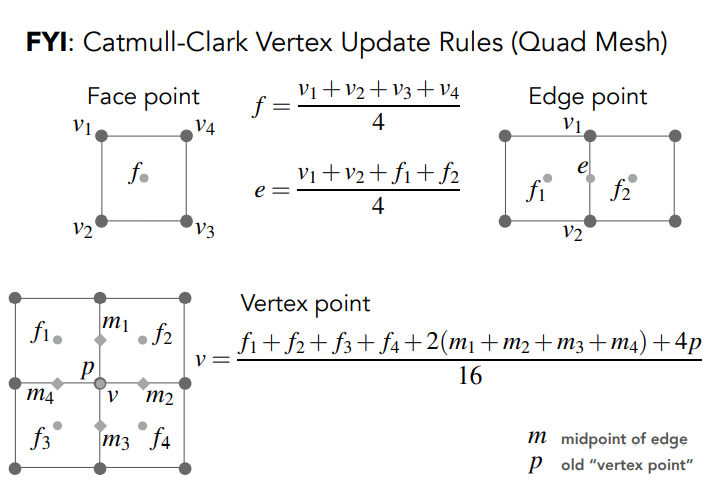 FYI: Catmull-Clark Vertex Update Rules (Quad Mesh)
Face point
v₁
v₄
f
v₂
v₃
f = (v₁ + v₂ + v₃ + v₄) / 4
e = (v₁ + v₂ + f₁ + f₂) / 4
Edge point
v₁
e
f₁
f₂
v₂
f₁
m₁
f₂
p
m₄
v
m₂
f₃
m₃
f₄
Vertex point
v = (f₁ + f₂ + f₃ + f₄ + 2(m₁ + m₂ + m₃ + m₄) + 4p) / 16
m midpoint of edge
p old “vertex point”